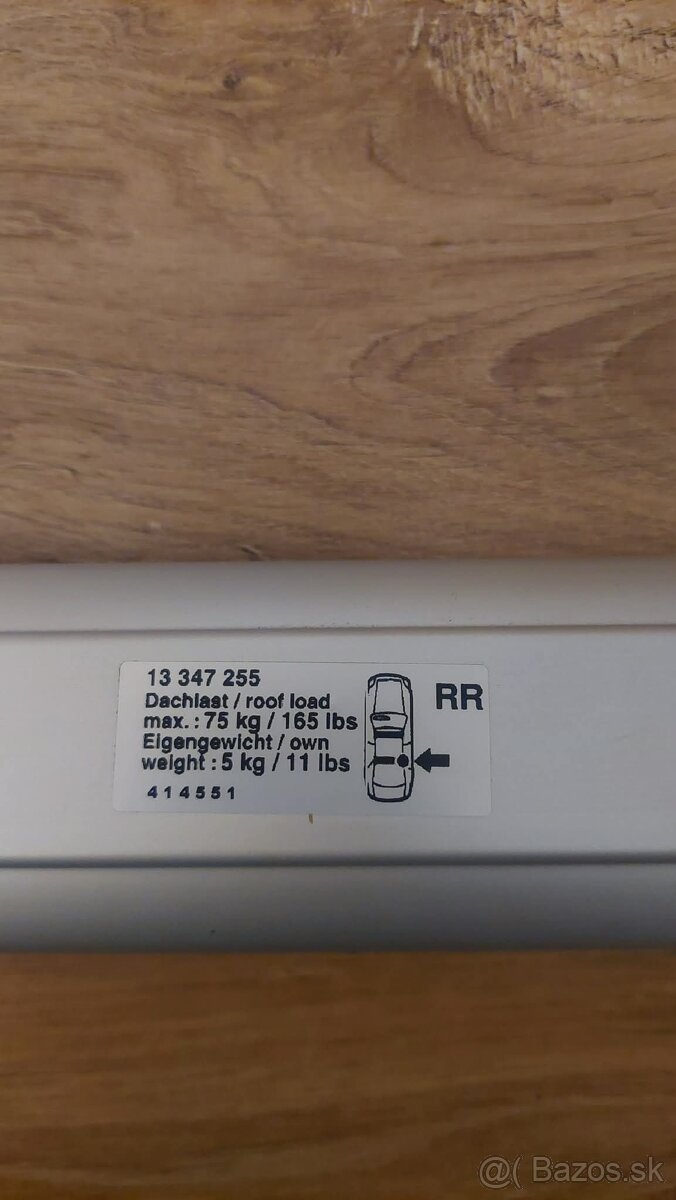 13 347 255
Dachlast / roof load
max. : 75 kg / 165 lbs
Eigengewicht / own
weight : 5 kg / 11 lbs
414551
RR
@( Bazos.sk